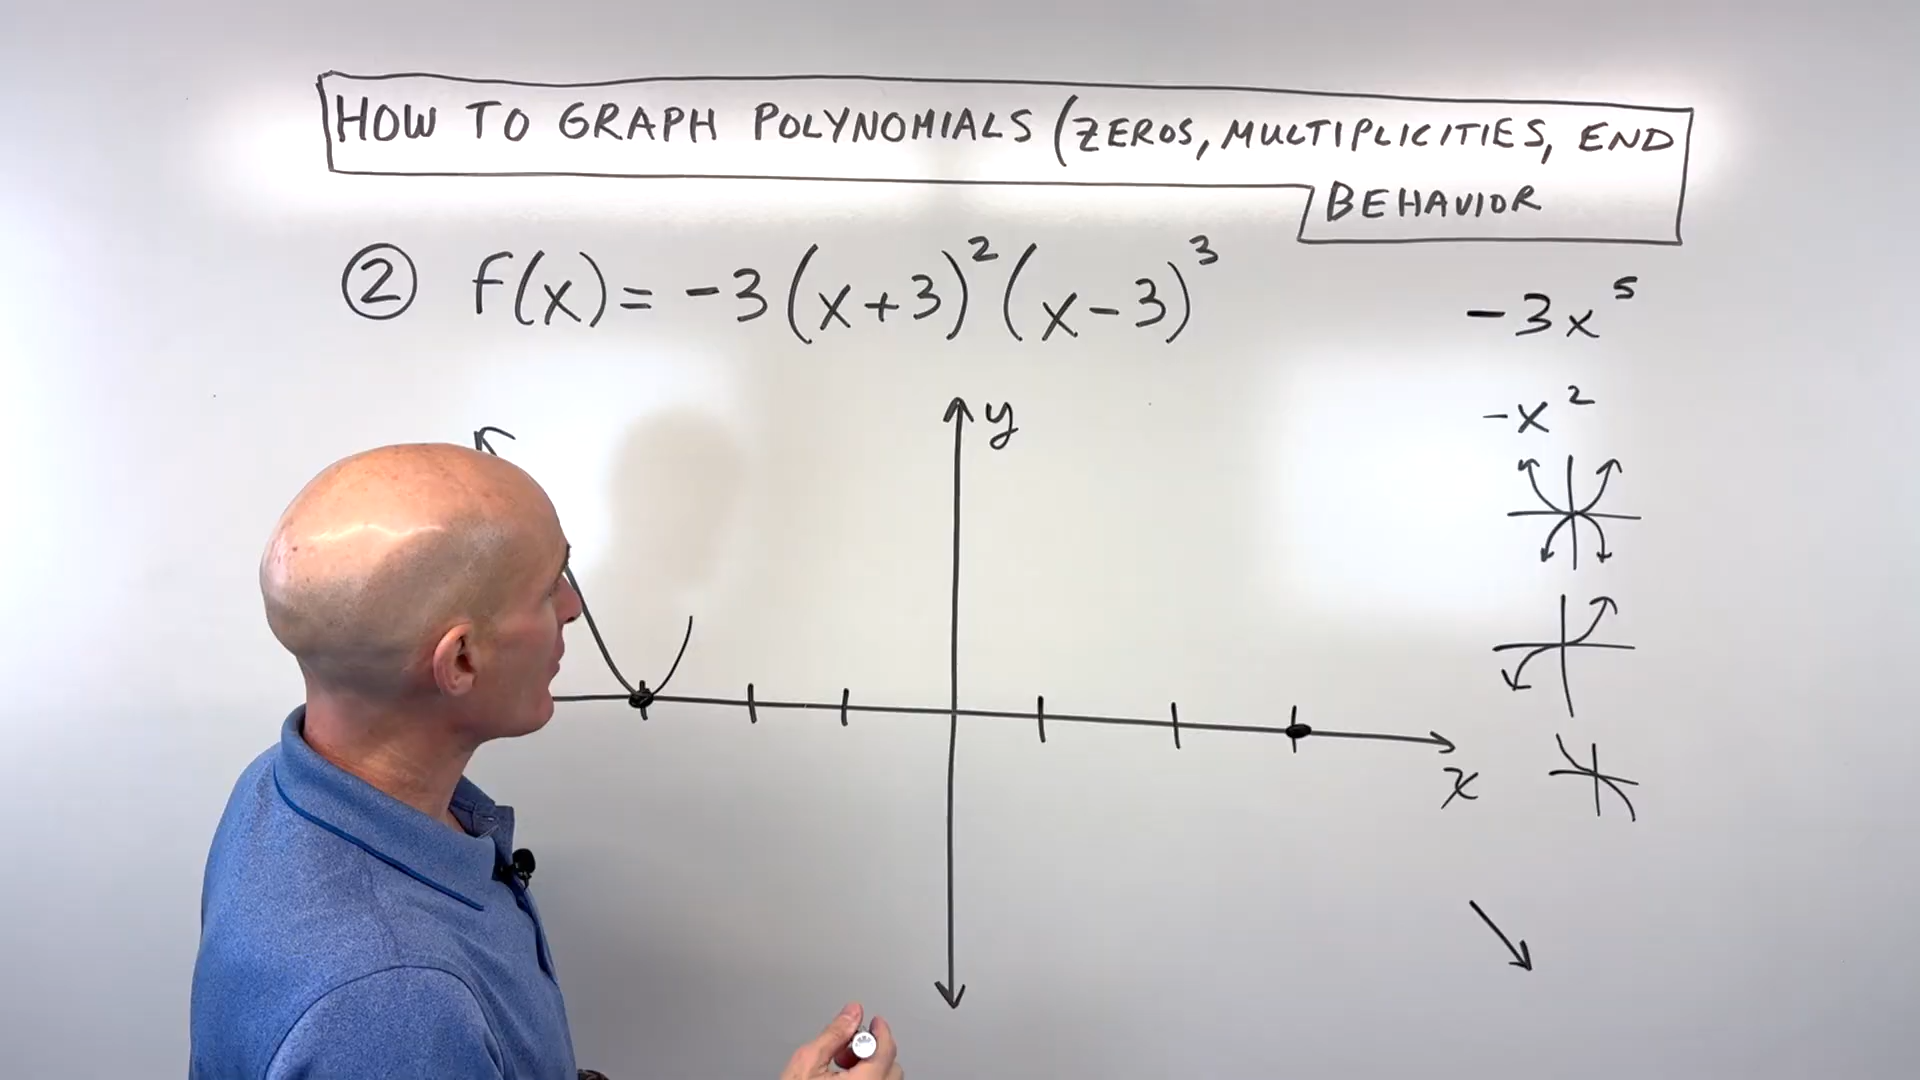 HOW TO GRAPH POLYNOMIALS (ZEROS, MULTIPLICITIES, END
BEHAVIOR
② f(x) = -3(x+3)²(x-3)³
-3x⁵
-x²
y
x